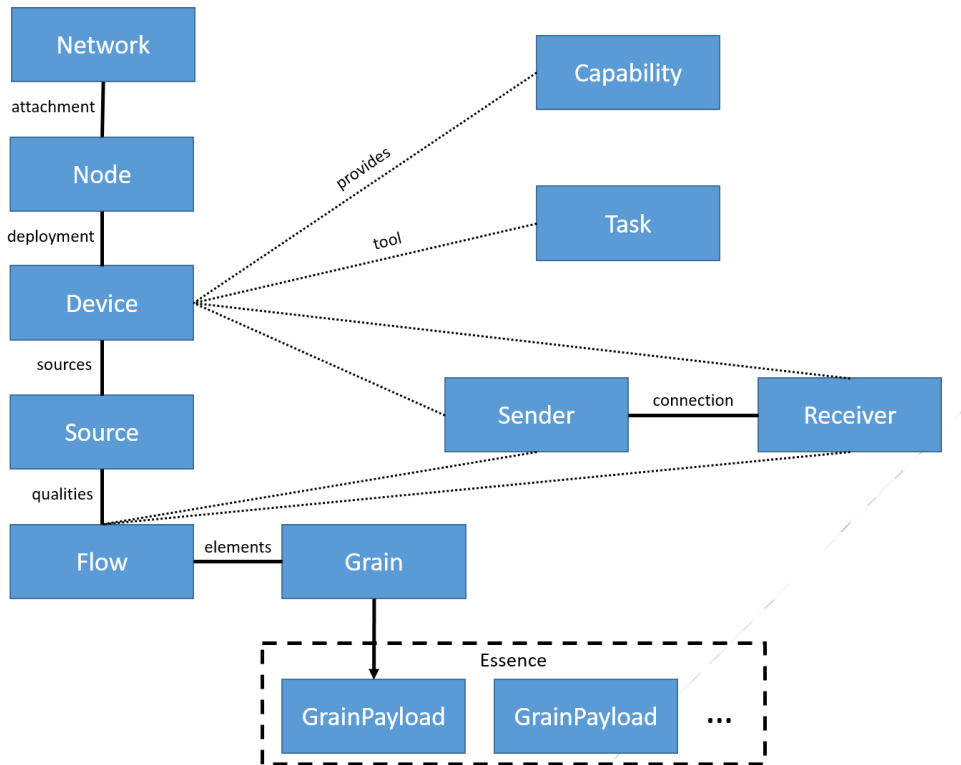 Network
Capability
attachment
Node
provides
Task
deployment
tool
Device
sources
Sender
connection
Receiver
Source
qualities
Flow
elements
Grain
Essence
GrainPayload
GrainPayload
...